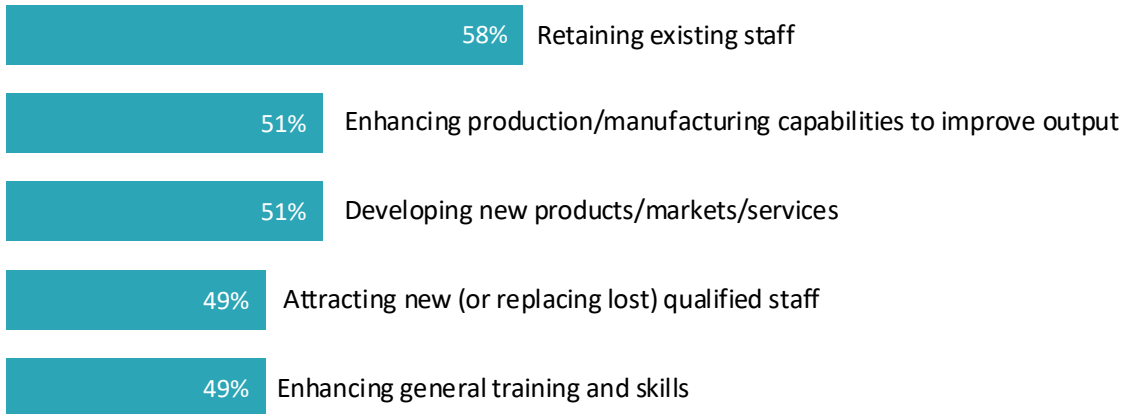 58% Retaining existing staff
51% Enhancing production/manufacturing capabilities to improve output
51% Developing new products/markets/services
49% Attracting new (or replacing lost) qualified staff
49% Enhancing general training and skills